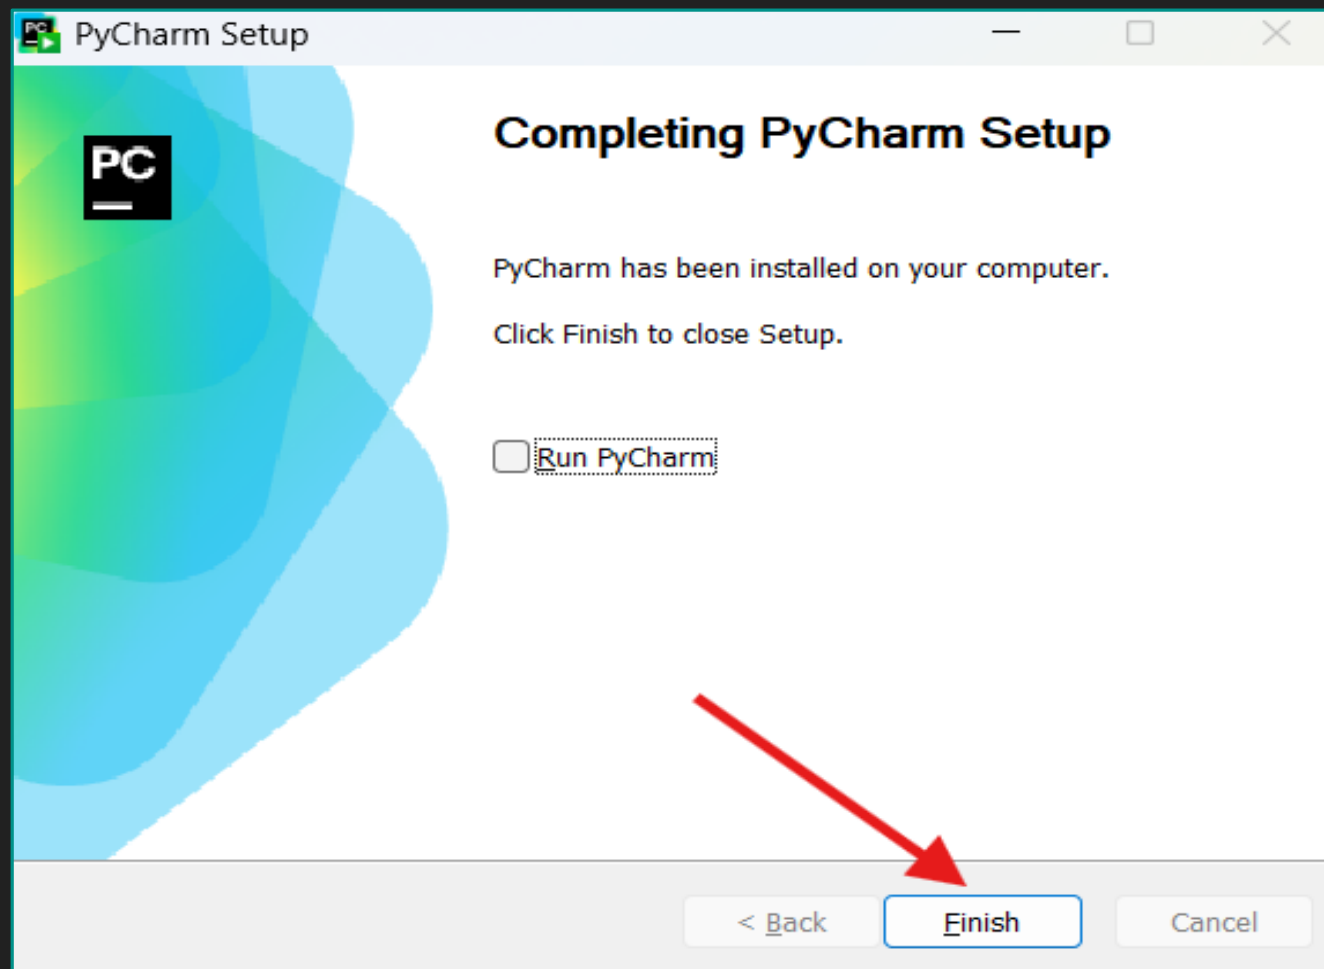 PyCharm Setup
PC
Completing PyCharm Setup
PyCharm has been installed on your computer.
Click Finish to close Setup.
Run PyCharm
< Back
Finish
Cancel